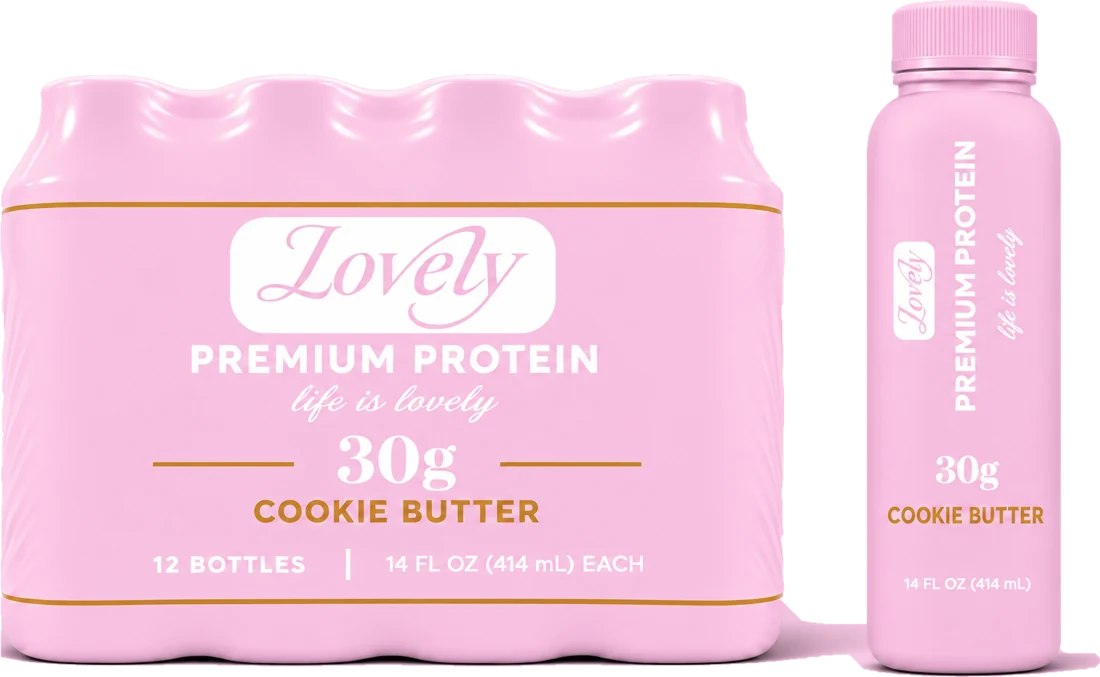 Lovely
PREMIUM PROTEIN
life is lovely
30g
COOKIE BUTTER
12 BOTTLES | 14 FL OZ (414 mL) EACH
Lovely
PREMIUM PROTEIN
life is lovely
30g
COOKIE BUTTER
14 FL OZ (414 mL)